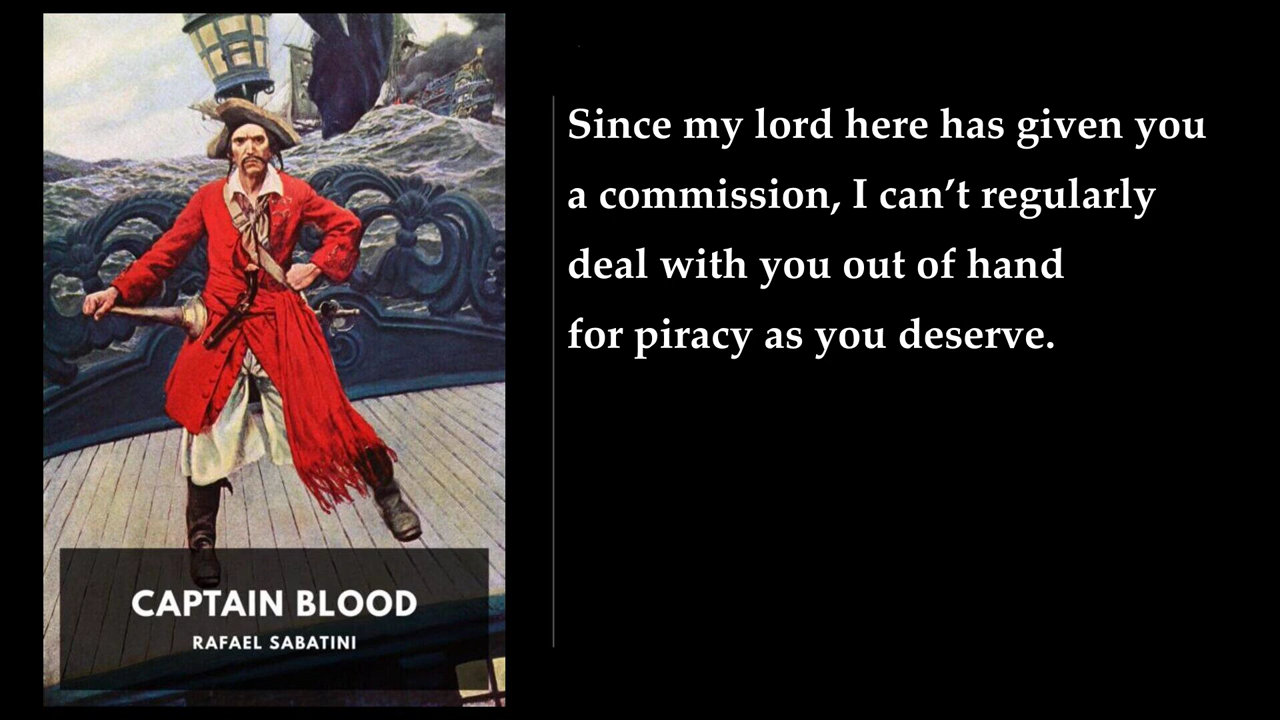 Since my lord here has given you
a commission, I can’t regularly
deal with you out of hand
for piracy as you deserve.
CAPTAIN BLOOD
RAFAEL SABATINI